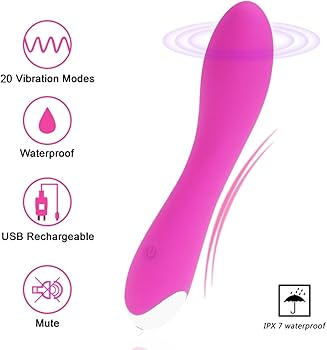 20 Vibration Modes
Waterproof
USB Rechargeable
Mute
IPX 7 waterproof